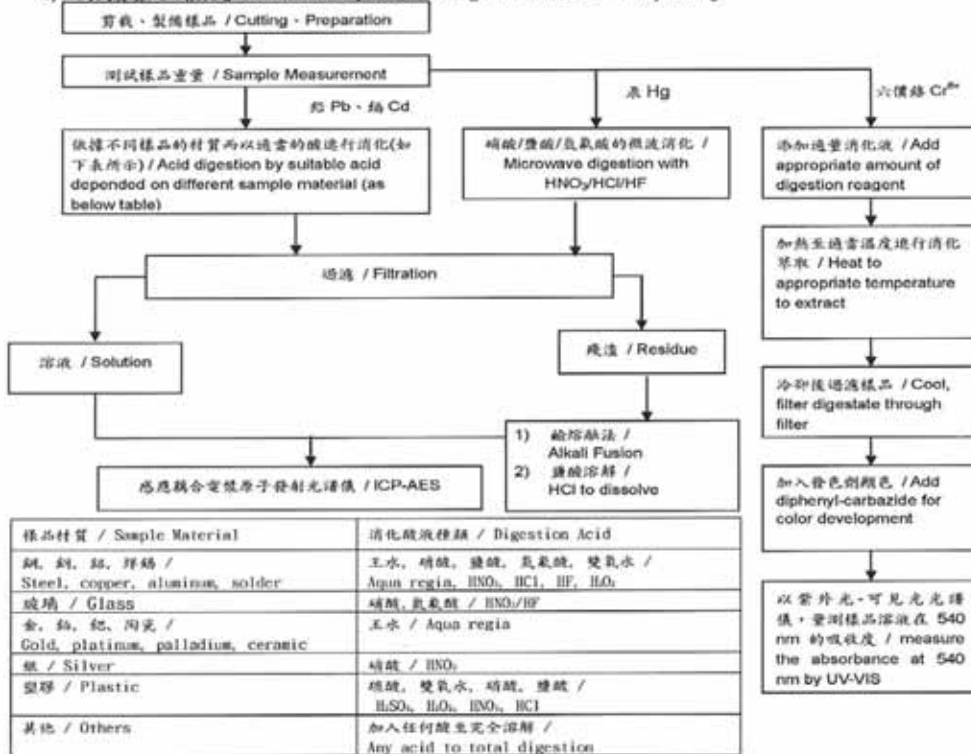 剪裁、製備樣品 / Cutting、Preparation
測試樣品重量 / Sample Measurement
鉛 Pb、鎘 Cd
汞 Hg
六價鉻 Cr⁶⁺
依據不同樣品的材質而以適當的酸進行消化(如
下表所示) / Acid digestion by suitable acid
depended on different sample material (as
below table)
硝酸/鹽酸/氫氟酸的微波消化 /
Microwave digestion with
HNO₃/HCl/HF
添加適量消化液 / Add
appropriate amount of
digestion reagent
過濾 / Filtration
加熱至適當溫度進行消化
萃取 / Heat to
appropriate temperature
to extract
溶液 / Solution
殘渣 / Residue
冷卻後過濾樣品 / Cool,
filter digestate through
filter
1) 鹼熔融法 /
Alkali Fusion
2) 鹽酸溶解 /
HCl to dissolve
感應耦合電漿原子發射光譜儀 / ICP-AES
加入發色劑顯色 / Add
diphenyl-carbazide for
color development
以紫外光-可見光光譜
儀，量測樣品溶液在 540
nm 的吸收度 / measure
the absorbance at 540
nm by UV-VIS
樣品材質 / Sample Material
消化酸液種類 / Digestion Acid
鋼, 銅, 鋁, 焊錫 /
Steel, copper, aluminum, solder
王水, 硝酸, 鹽酸, 氫氟酸, 雙氧水 /
Aqua regia, HNO₃, HCl, HF, H₂O₂
玻璃 / Glass
硝酸, 氫氟酸 / HNO₃/HF
金, 鉑, 鈀, 陶瓷 /
Gold, platinum, palladium, ceramic
王水 / Aqua regia
銀 / Silver
硝酸 / HNO₃
塑膠 / Plastic
硫酸, 雙氧水, 硝酸, 鹽酸 /
H₂SO₄, H₂O₂, HNO₃, HCl
其他 / Others
加入任何酸至完全溶解 /
Any acid to total digestion